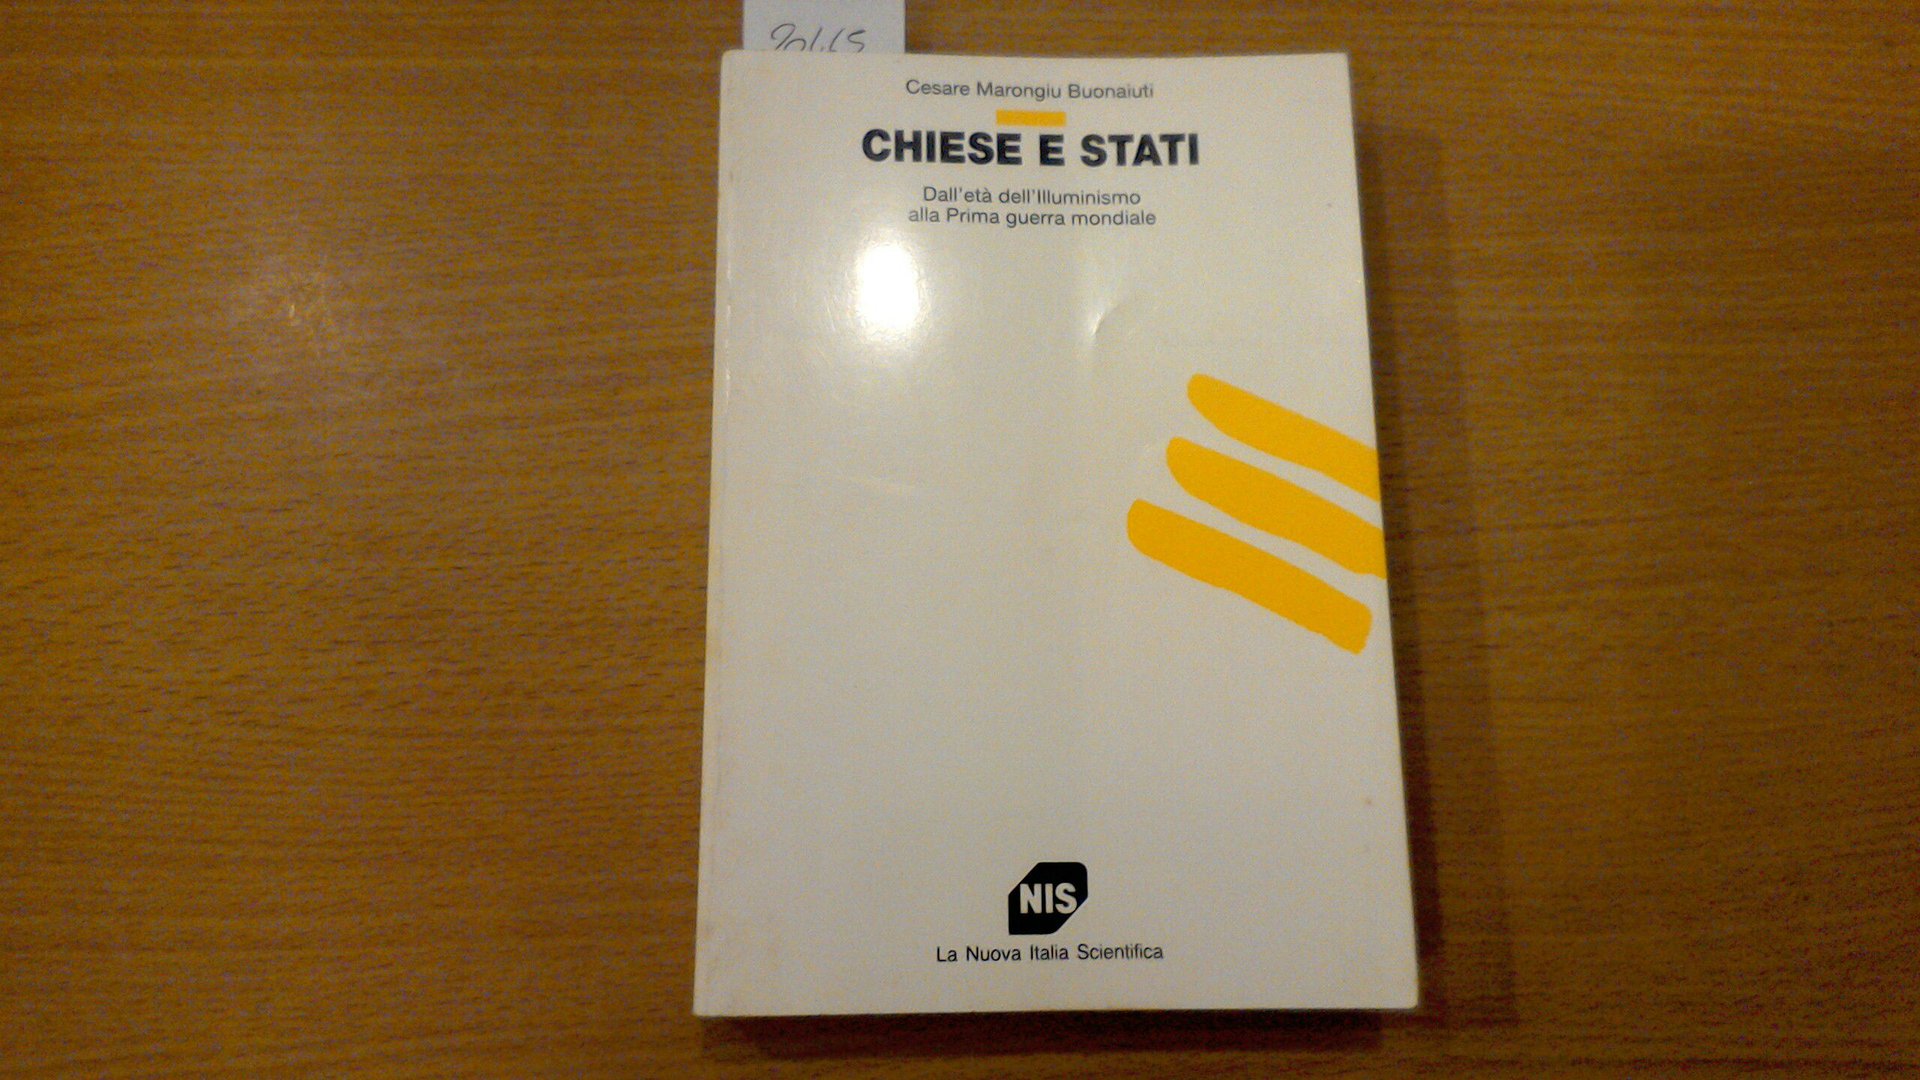 Cesare Marongiu Buonaiuti
CHIESE E STATI
Dall'età dell'Illuminismo
alla Prima guerra mondiale
NIS
La Nuova Italia Scientifica